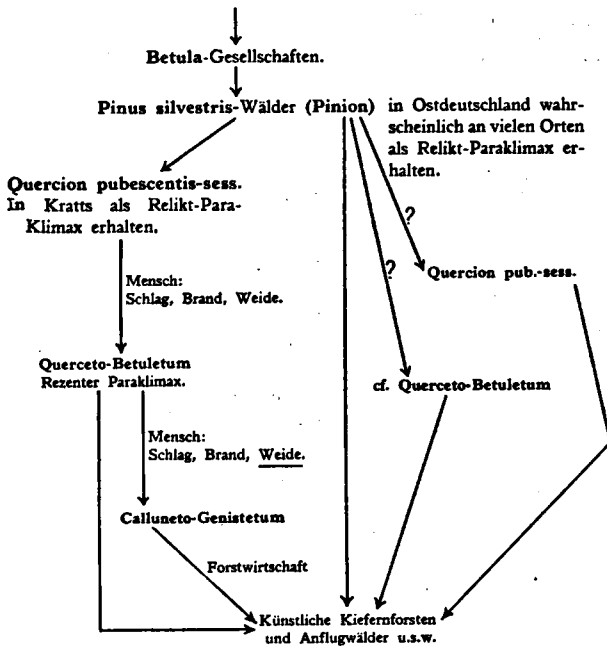 Betula-Gesellschaften.
Pinus silvestris-Wälder (Pinion)
in Ostdeutschland wahr-
scheinlich an vielen Orten
als Relikt-Paraklimax er-
halten.
Quercion pubescentis-sess.
In Kratts als Relikt-Para-
Klimax erhalten.
?
?
Quercion pub.-sess.
Mensch:
Schlag, Brand, Weide.
Querceto-Betuletum
Rezenter Paraklimax.
cf. Querceto-Betuletum
Mensch:
Schlag, Brand, Weide.
Calluneto-Genistetum
Forstwirtschaft
Künstliche Kiefernforsten
und Anflugwälder u.s.w.